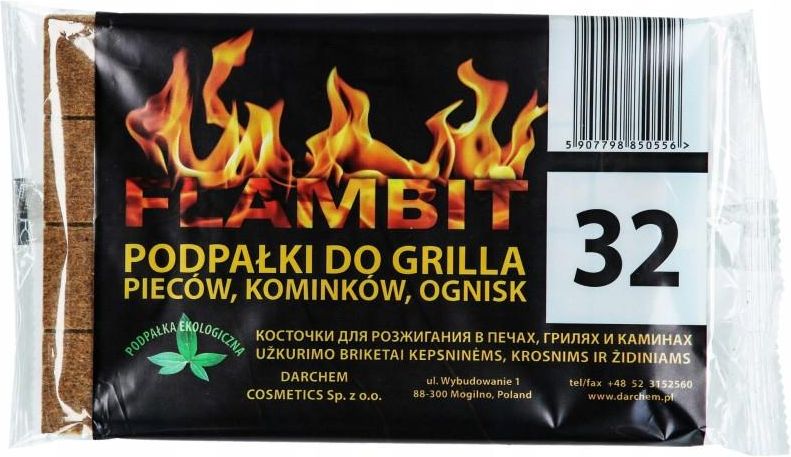 5 907798 850556 >
FLAMBIT
32
PODPAŁKI DO GRILLA
PIECÓW, KOMINKÓW, OGNISK
PODPAŁKA EKOLOGICZNA
КОСТОЧКИ ДЛЯ РОЗЖИГАНИЯ В ПЕЧАХ, ГРИЛЯХ И КАМИНАХ
UŽKURIMO BRIKETAI KEPSNINĖMS, KROSNIMS IR ŽIDINIAMS
DARCHEM
COSMETICS Sp. z o.o.
ul. Wybudowanie 1
88-300 Mogilno, Poland
tel/fax +48 52 3152560
www.darchem.pl